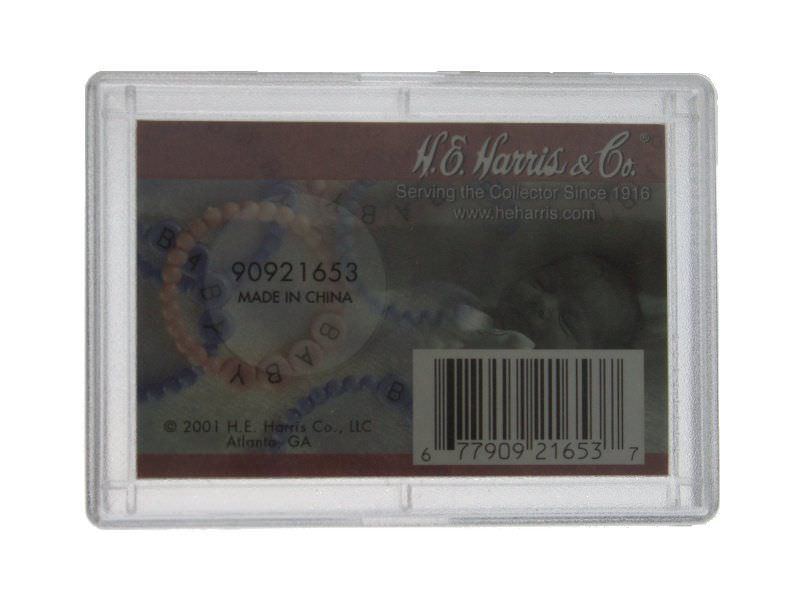 H.E. Harris & Co.®
Serving the Collector Since 1916
www.heharris.com
BABY
BABY
BABY
B
90921653
MADE IN CHINA
© 2001 H.E. Harris Co., LLC
Atlanta, GA
6 77909 21653 7